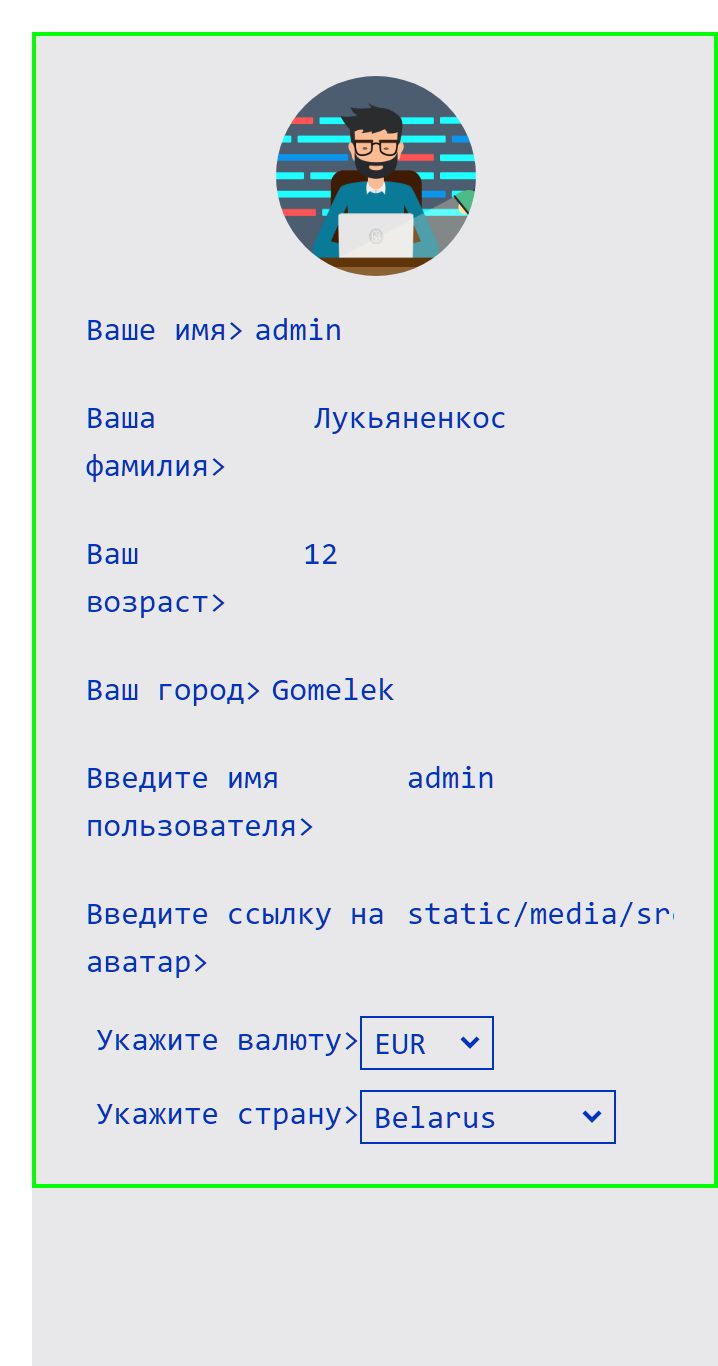 Ваше имя> admin
Ваша Лукьяненкос
фамилия>
Ваш 12
возраст>
Ваш город> Gomelek
Введите имя admin
пользователя>
Введите ссылку на static/media/sr
аватар>
Укажите валюту> EUR
Укажите страну> Belarus